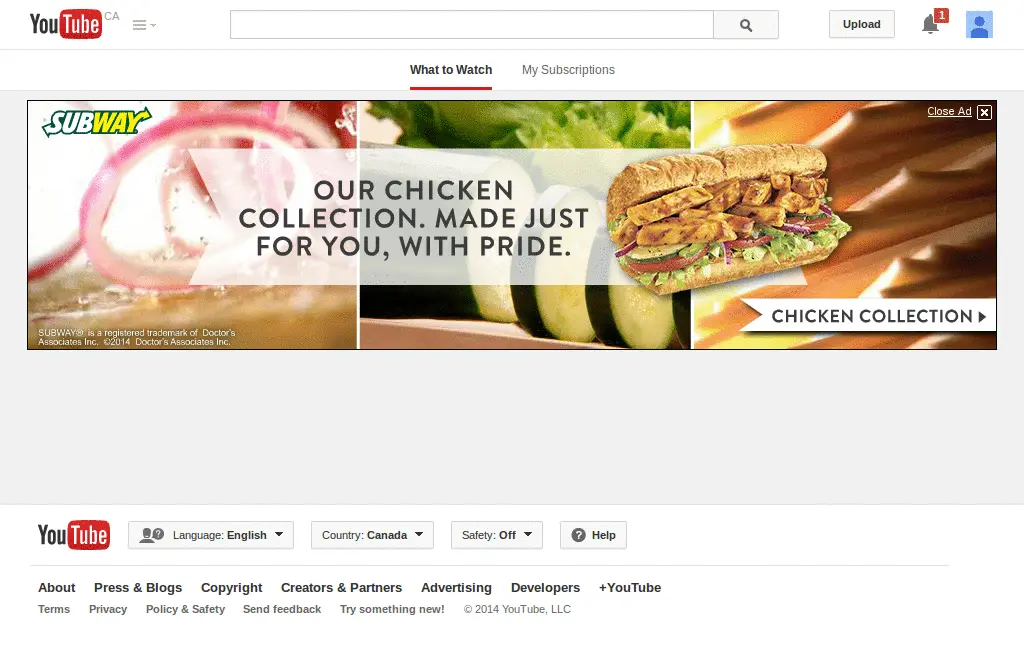 YouTube CA
Upload
1
What to Watch My Subscriptions
SUBWAY
Close Ad X
OUR CHICKEN
COLLECTION. MADE JUST
FOR YOU, WITH PRIDE.
CHICKEN COLLECTION
SUBWAY® is a registered trademark of Doctor's
Associates Inc. ©2014 Doctor's Associates Inc.
YouTube Language: English Country: Canada Safety: Off ? Help
About Press & Blogs Copyright Creators & Partners Advertising Developers +YouTube
Terms Privacy Policy & Safety Send feedback Try something new! © 2014 YouTube, LLC